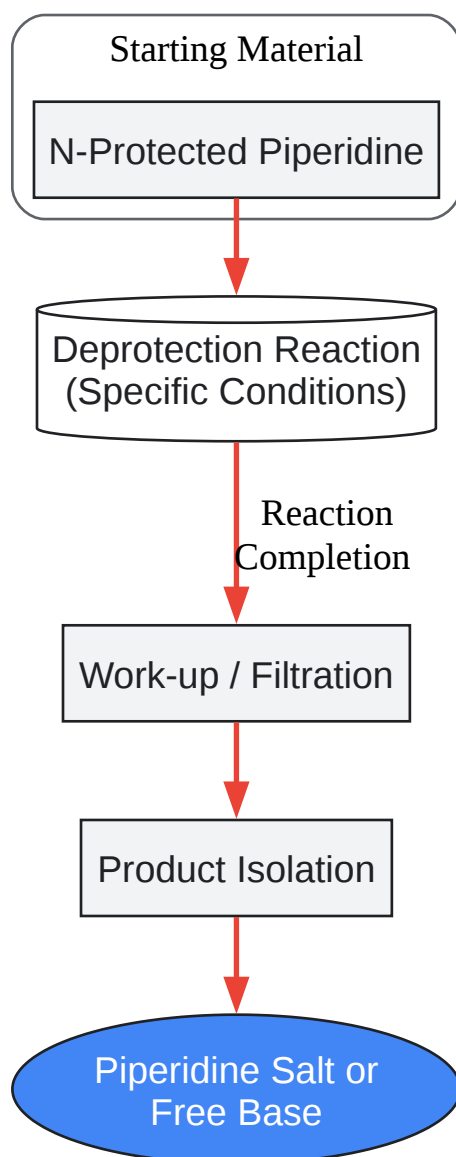 Starting Material
N-Protected Piperidine
Deprotection Reaction
(Specific Conditions)
Reaction
Completion
Work-up / Filtration
Product Isolation
Piperidine Salt or
Free Base